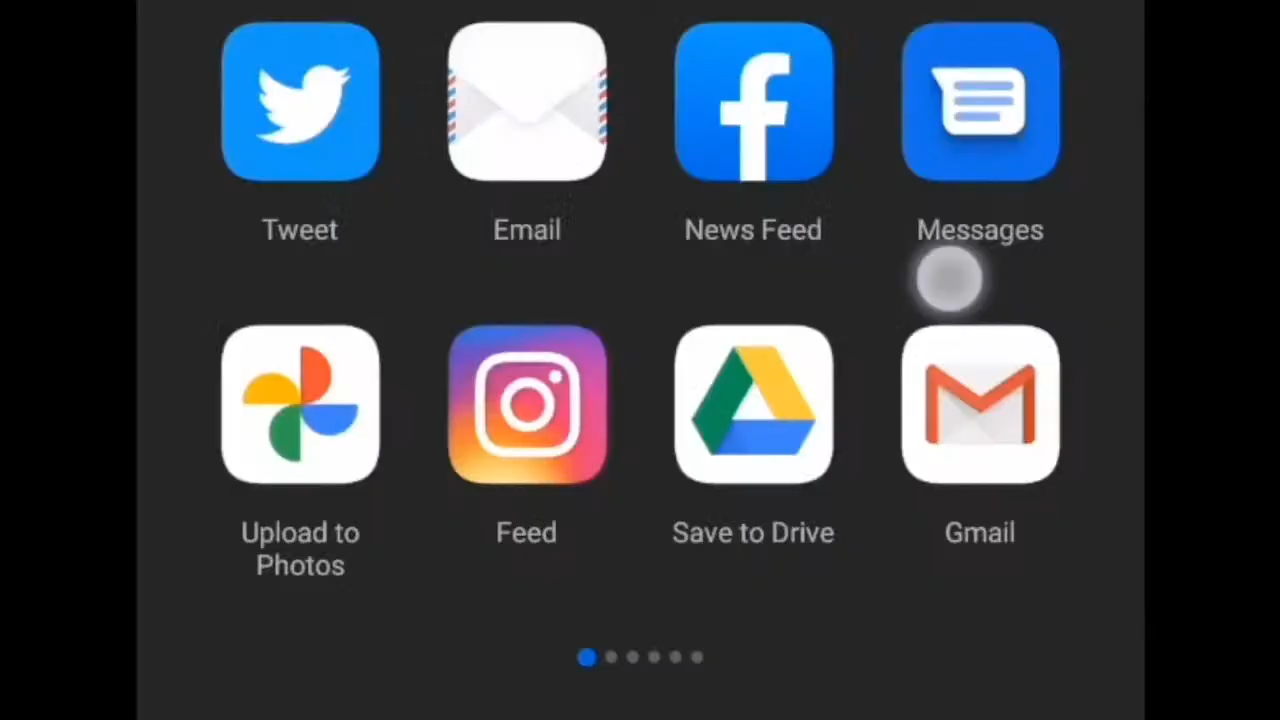 Tweet
Email
News Feed
Messages
Upload to
Photos
Feed
Save to Drive
Gmail